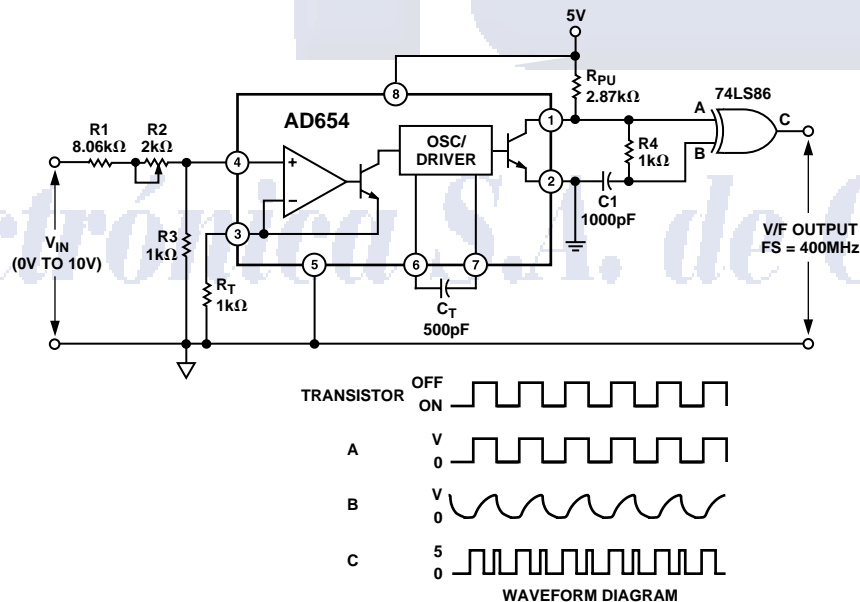 5V
RPU
2.87kΩ
74LS86
8
1
A
C
B
AD654
OSC/
DRIVER
R1
8.06kΩ
R2
2kΩ
4
+
–
R4
1kΩ
2
C1
1000pF
3
R3
1kΩ
VIN
(0V TO 10V)
V/F OUTPUT
FS = 400MHz
RT
1kΩ
5
6
7
CT
500pF
TRANSISTOR
OFF
ON
A
V
0
B
V
0
C
5
0
WAVEFORM DIAGRAM